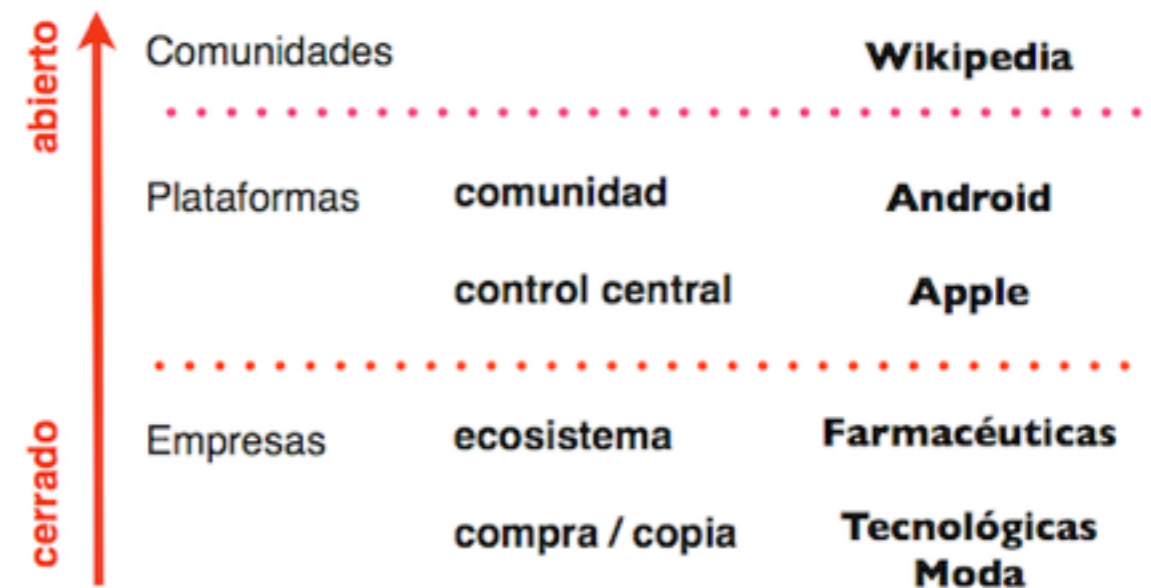 abierto
Comunidades Wikipedia
Plataformas comunidad Android
control central Apple
cerrado
Empresas ecosistema Farmacéuticas
compra / copia Tecnológicas
Moda